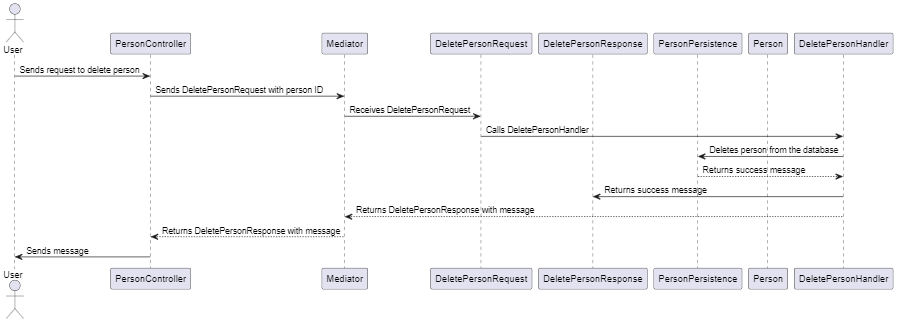 User
PersonController
Mediator
DeletePersonRequest
DeletePersonResponse
PersonPersistence
Person
DeletePersonHandler
Sends request to delete person
Sends DeletePersonRequest with person ID
Receives DeletePersonRequest
Calls DeletePersonHandler
Deletes person from the database
Returns success message
Returns success message
Returns DeletePersonResponse with message
Returns DeletePersonResponse with message
Sends message
User
PersonController
Mediator
DeletePersonRequest
DeletePersonResponse
PersonPersistence
Person
DeletePersonHandler